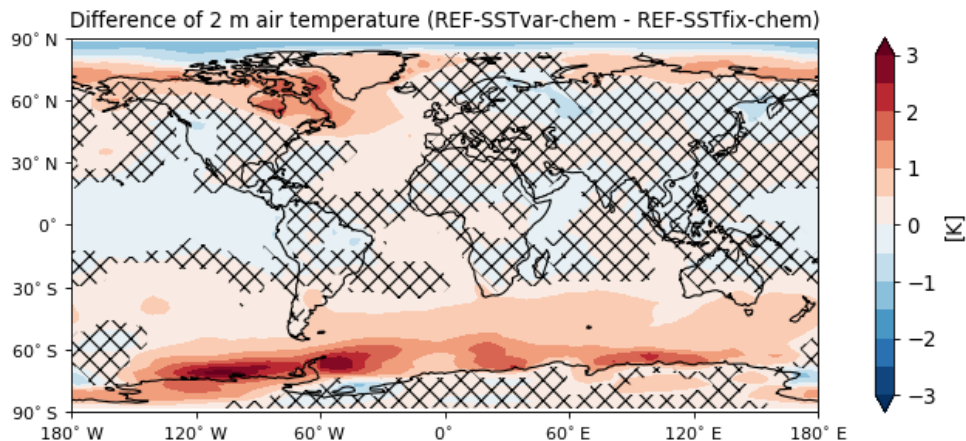 Difference of 2 m air temperature (REF-SSTvar-chem - REF-SSTfix-chem)
90° N
60° N
30° N
0°
30° S
60° S
90° S
180° W
120° W
60° W
0°
60° E
120° E
180° E
3
2
1
0
−1
−2
−3
[K]